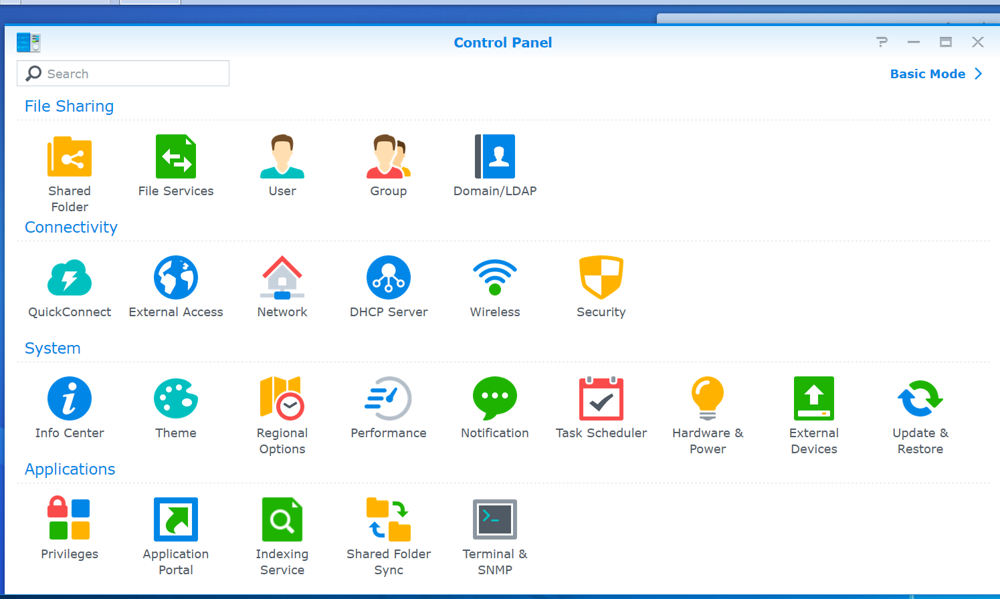 Control Panel
Search
Basic Mode
File Sharing
Shared
Folder
File Services
User
Group
Domain/LDAP
Connectivity
QuickConnect
External Access
Network
DHCP Server
Wireless
Security
System
Info Center
Theme
Regional
Options
Performance
Notification
Task Scheduler
Hardware &
Power
External
Devices
Update &
Restore
Applications
Privileges
Application
Portal
Indexing
Service
Shared Folder
Sync
Terminal &
SNMP